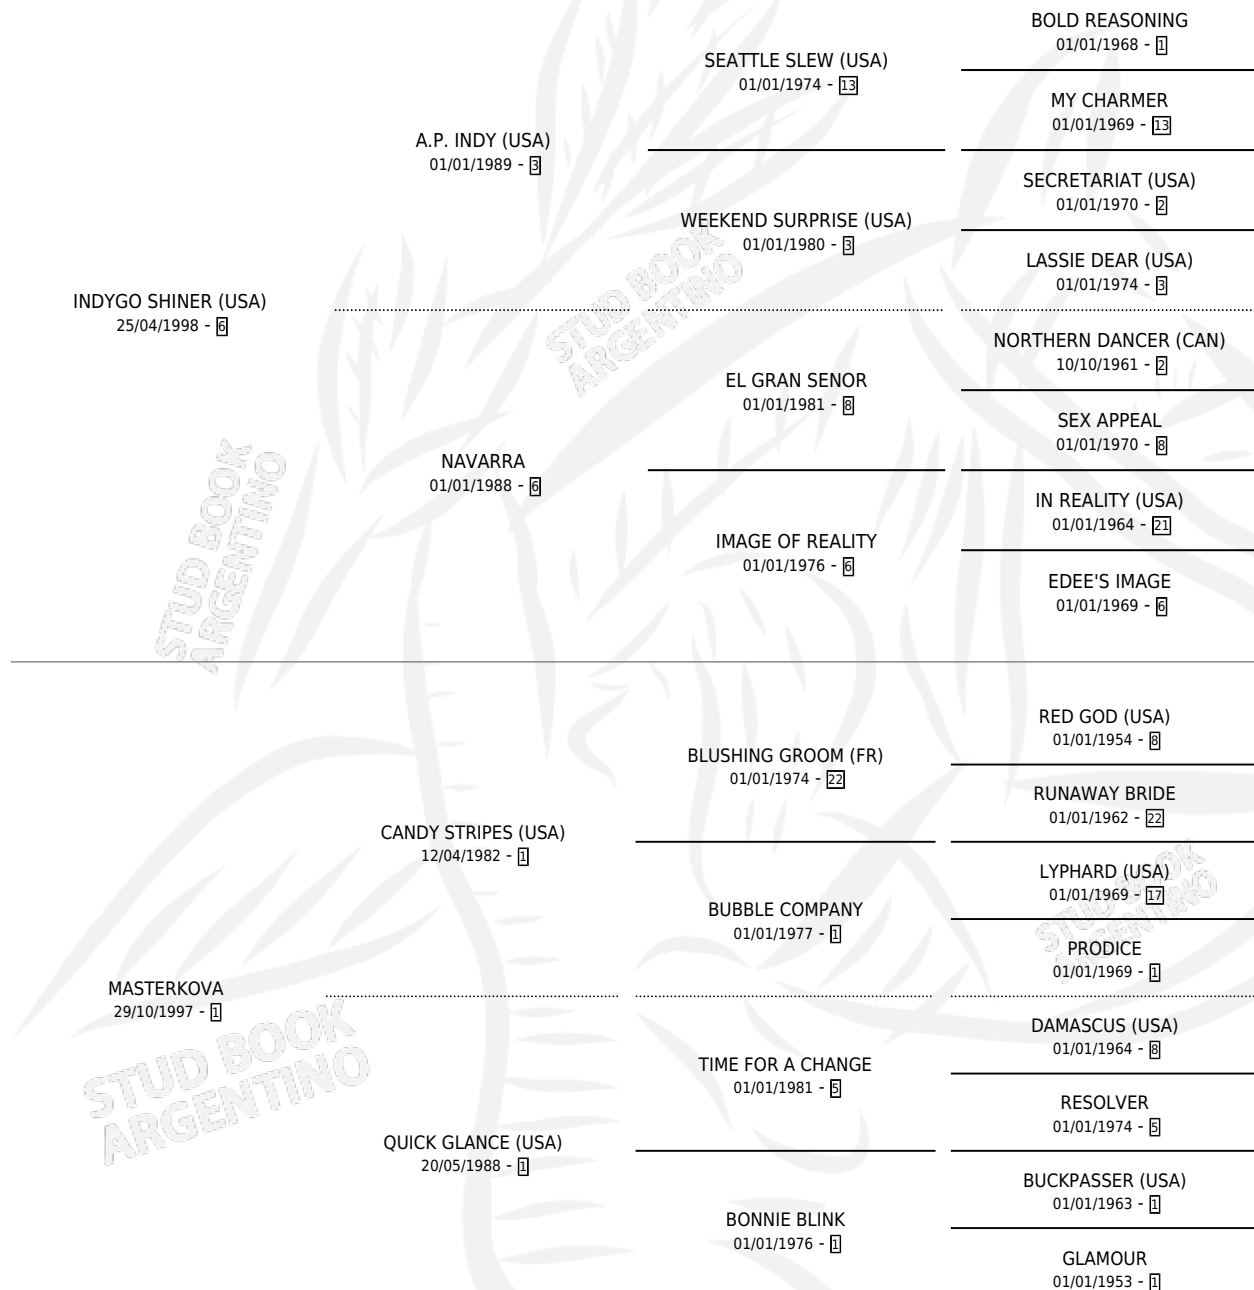 BOLD REASONING
01/01/1968 - 1
SEATTLE SLEW (USA)
01/01/1974 - 13
MY CHARMER
01/01/1969 - 13
A.P. INDY (USA)
01/01/1989 - 3
SECRETARIAT (USA)
01/01/1970 - 2
WEEKEND SURPRISE (USA)
01/01/1980 - 3
LASSIE DEAR (USA)
01/01/1974 - 3
INDYGO SHINER (USA)
25/04/1998 - 6
NORTHERN DANCER (CAN)
10/10/1961 - 2
EL GRAN SENOR
01/01/1981 - 8
SEX APPEAL
01/01/1970 - 8
NAVARRA
01/01/1988 - 6
IN REALITY (USA)
01/01/1964 - 21
IMAGE OF REALITY
01/01/1976 - 6
EDEE'S IMAGE
01/01/1969 - 6
RED GOD (USA)
01/01/1954 - 8
BLUSHING GROOM (FR)
01/01/1974 - 22
RUNAWAY BRIDE
01/01/1962 - 22
CANDY STRIPES (USA)
12/04/1982 - 1
LYPHARD (USA)
01/01/1969 - 17
BUBBLE COMPANY
01/01/1977 - 1
PRODICE
01/01/1969 - 1
MASTERKOVA
29/10/1997 - 1
DAMASCUS (USA)
01/01/1964 - 8
TIME FOR A CHANGE
01/01/1981 - 5
RESOLVER
01/01/1974 - 5
QUICK GLANCE (USA)
20/05/1988 - 1
BUCKPASSER (USA)
01/01/1963 - 1
BONNIE BLINK
01/01/1976 - 1
GLAMOUR
01/01/1953 - 1
STUD BOOK
ARGENTINO
STUD BOOK
ARGENTINO
STUD BOOK
ARGENTINO
STUD BOOK
ARGENTINO